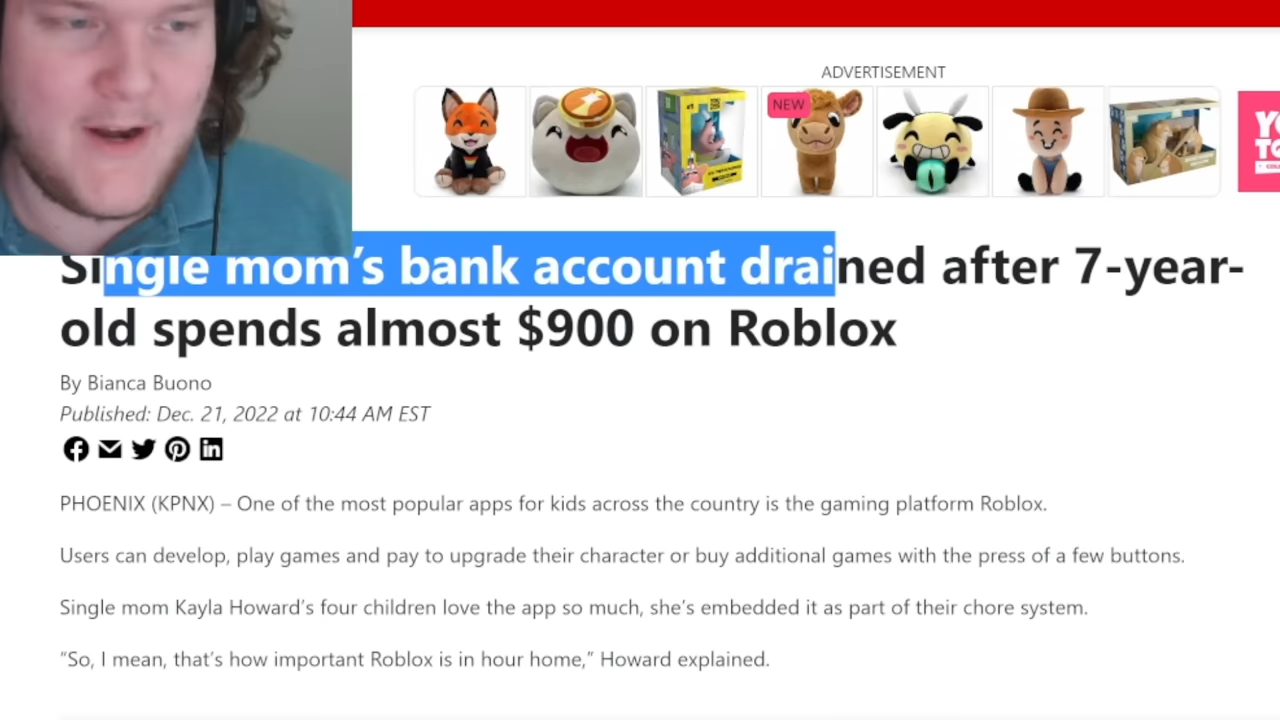 ADVERTISEMENT
NEW
Single mom's bank account drained after 7-year-
old spends almost $900 on Roblox
By Bianca Buono
Published: Dec. 21, 2022 at 10:44 AM EST
PHOENIX (KPNX) – One of the most popular apps for kids across the country is the gaming platform Roblox.
Users can develop, play games and pay to upgrade their character or buy additional games with the press of a few buttons.
Single mom Kayla Howard's four children love the app so much, she's embedded it as part of their chore system.
“So, I mean, that's how important Roblox is in hour home,” Howard explained.